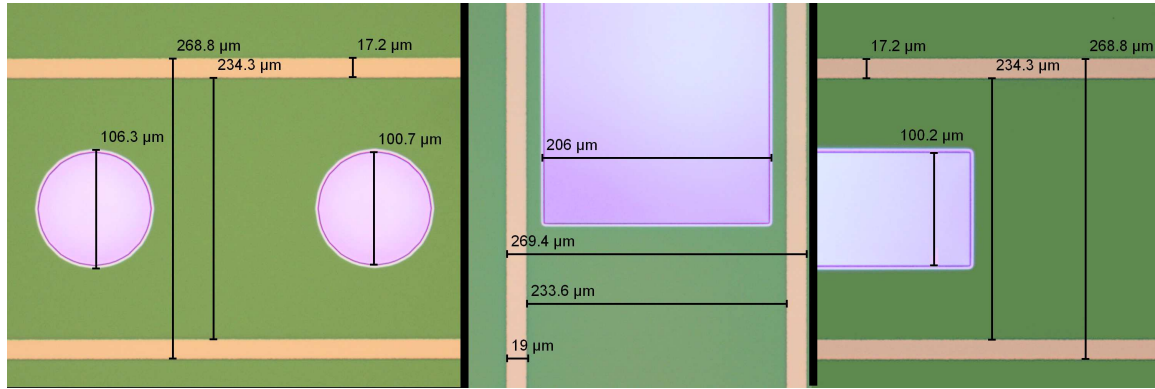 268.8 µm
17.2 µm
234.3 µm
106.3 µm
100.7 µm
206 µm
269.4 µm
233.6 µm
19 µm
17.2 µm
268.8 µm
234.3 µm
100.2 µm